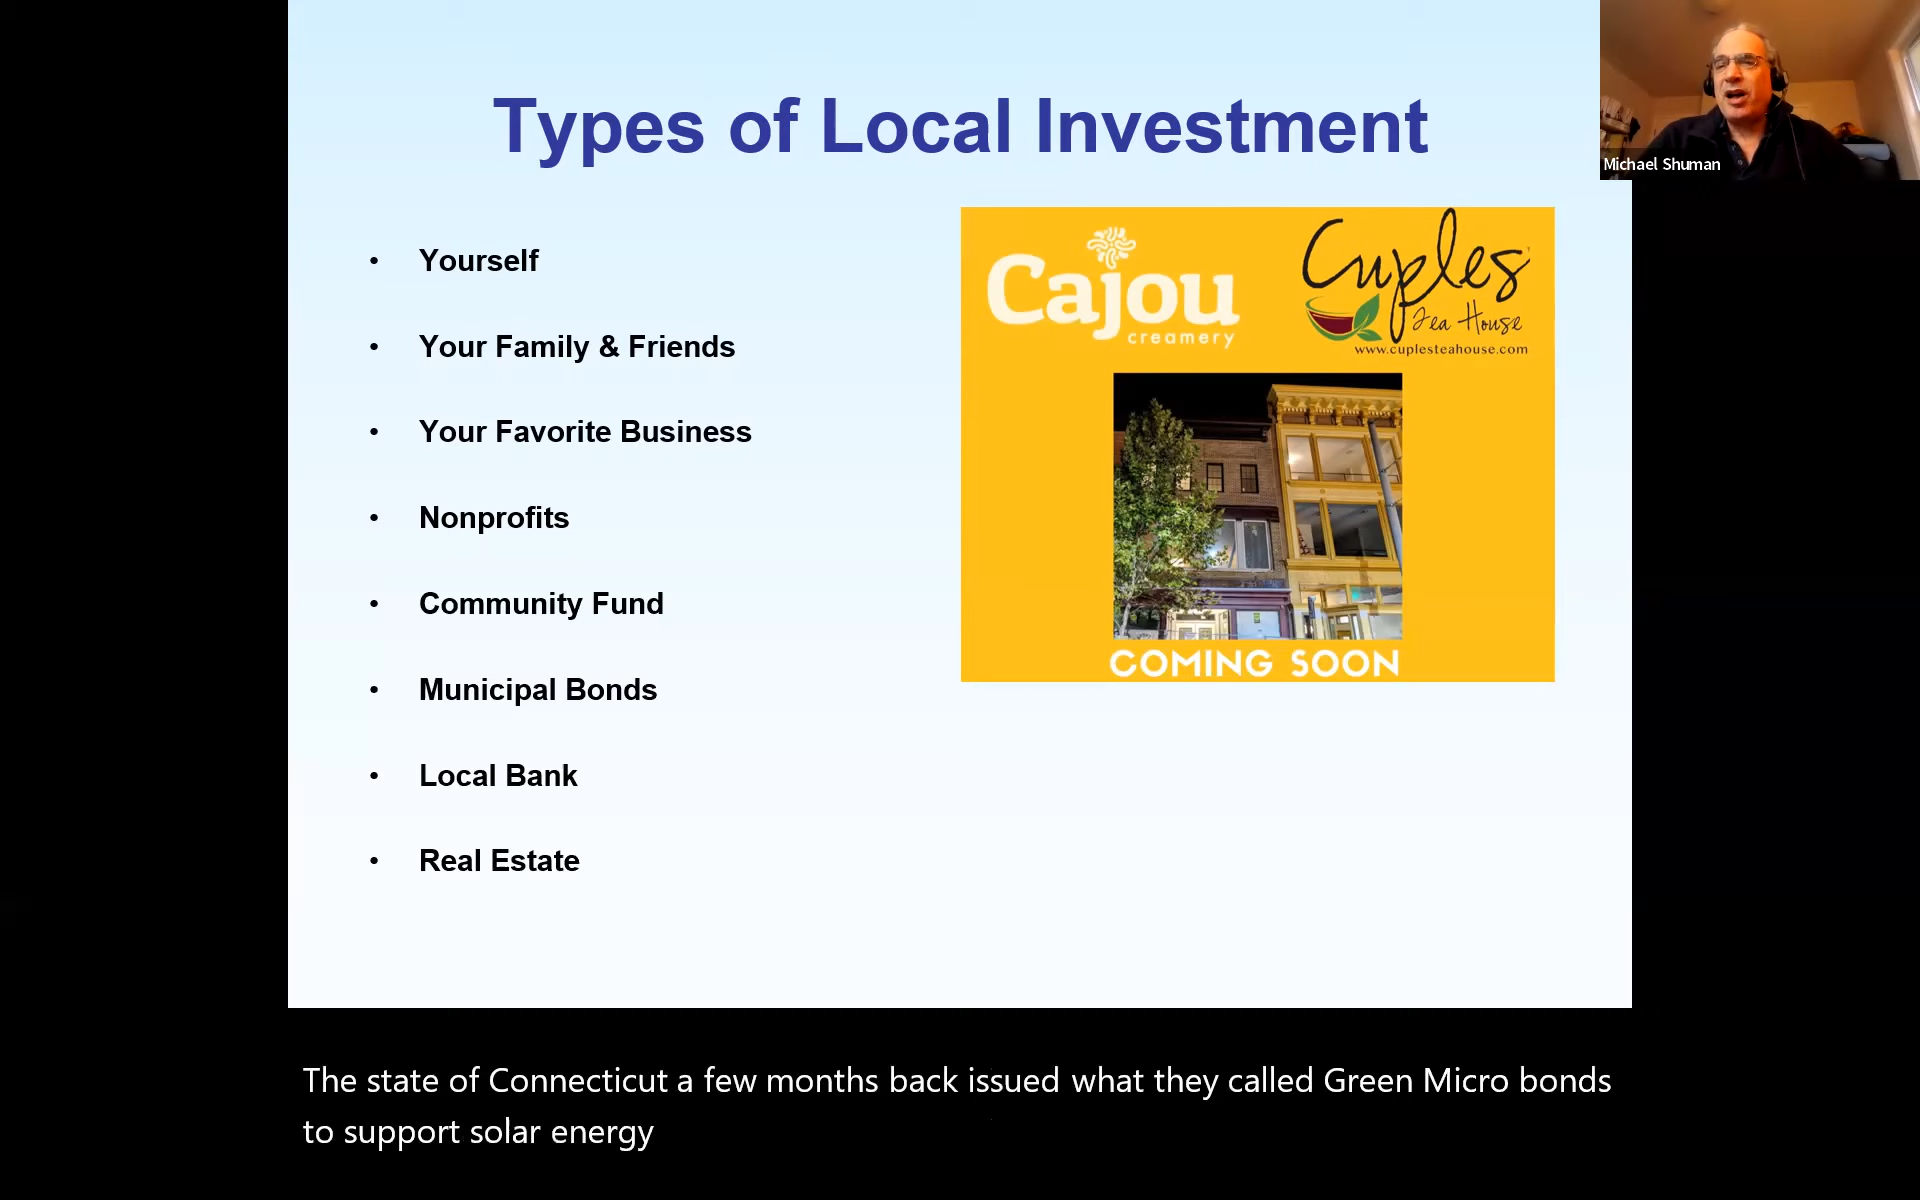 Types of Local Investment
Michael Shuman
• Yourself
• Your Family & Friends
• Your Favorite Business
• Nonprofits
• Community Fund
• Municipal Bonds
• Local Bank
• Real Estate
Cajou
creamery
Cuples
Tea House
www.cuplesteahouse.com
COMING SOON
The state of Connecticut a few months back issued what they called Green Micro bonds
to support solar energy